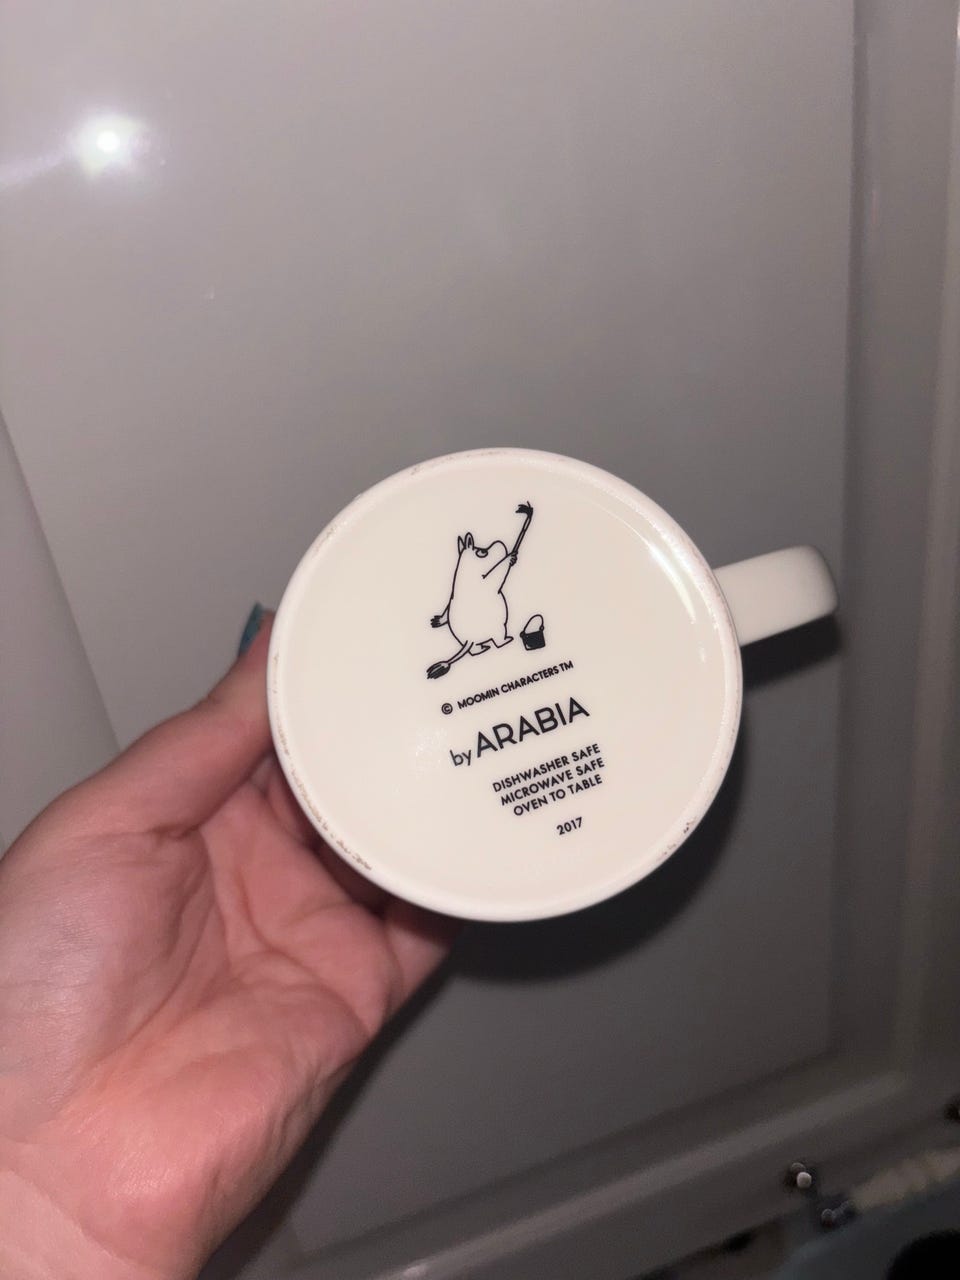 © MOOMIN CHARACTERS TM
by ARABIA
DISHWASHER SAFE
MICROWAVE SAFE
OVEN TO TABLE
2017